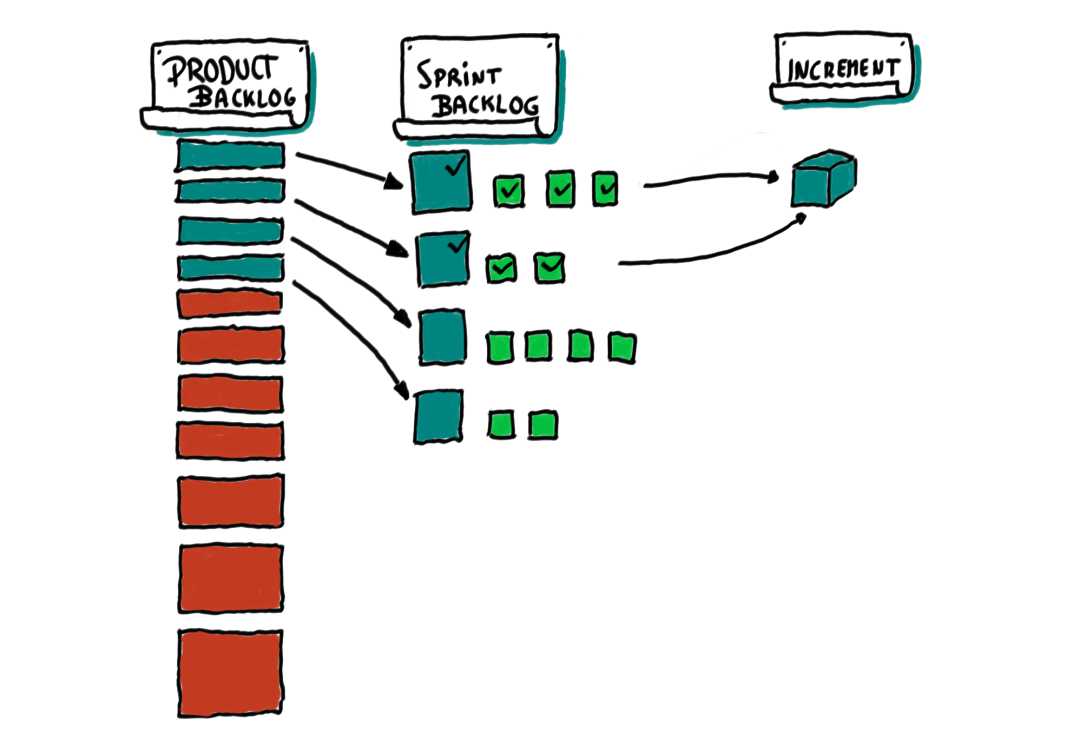 PRODUCT
BACKLOG
SPRINT
BACKLOG
INCREMENT